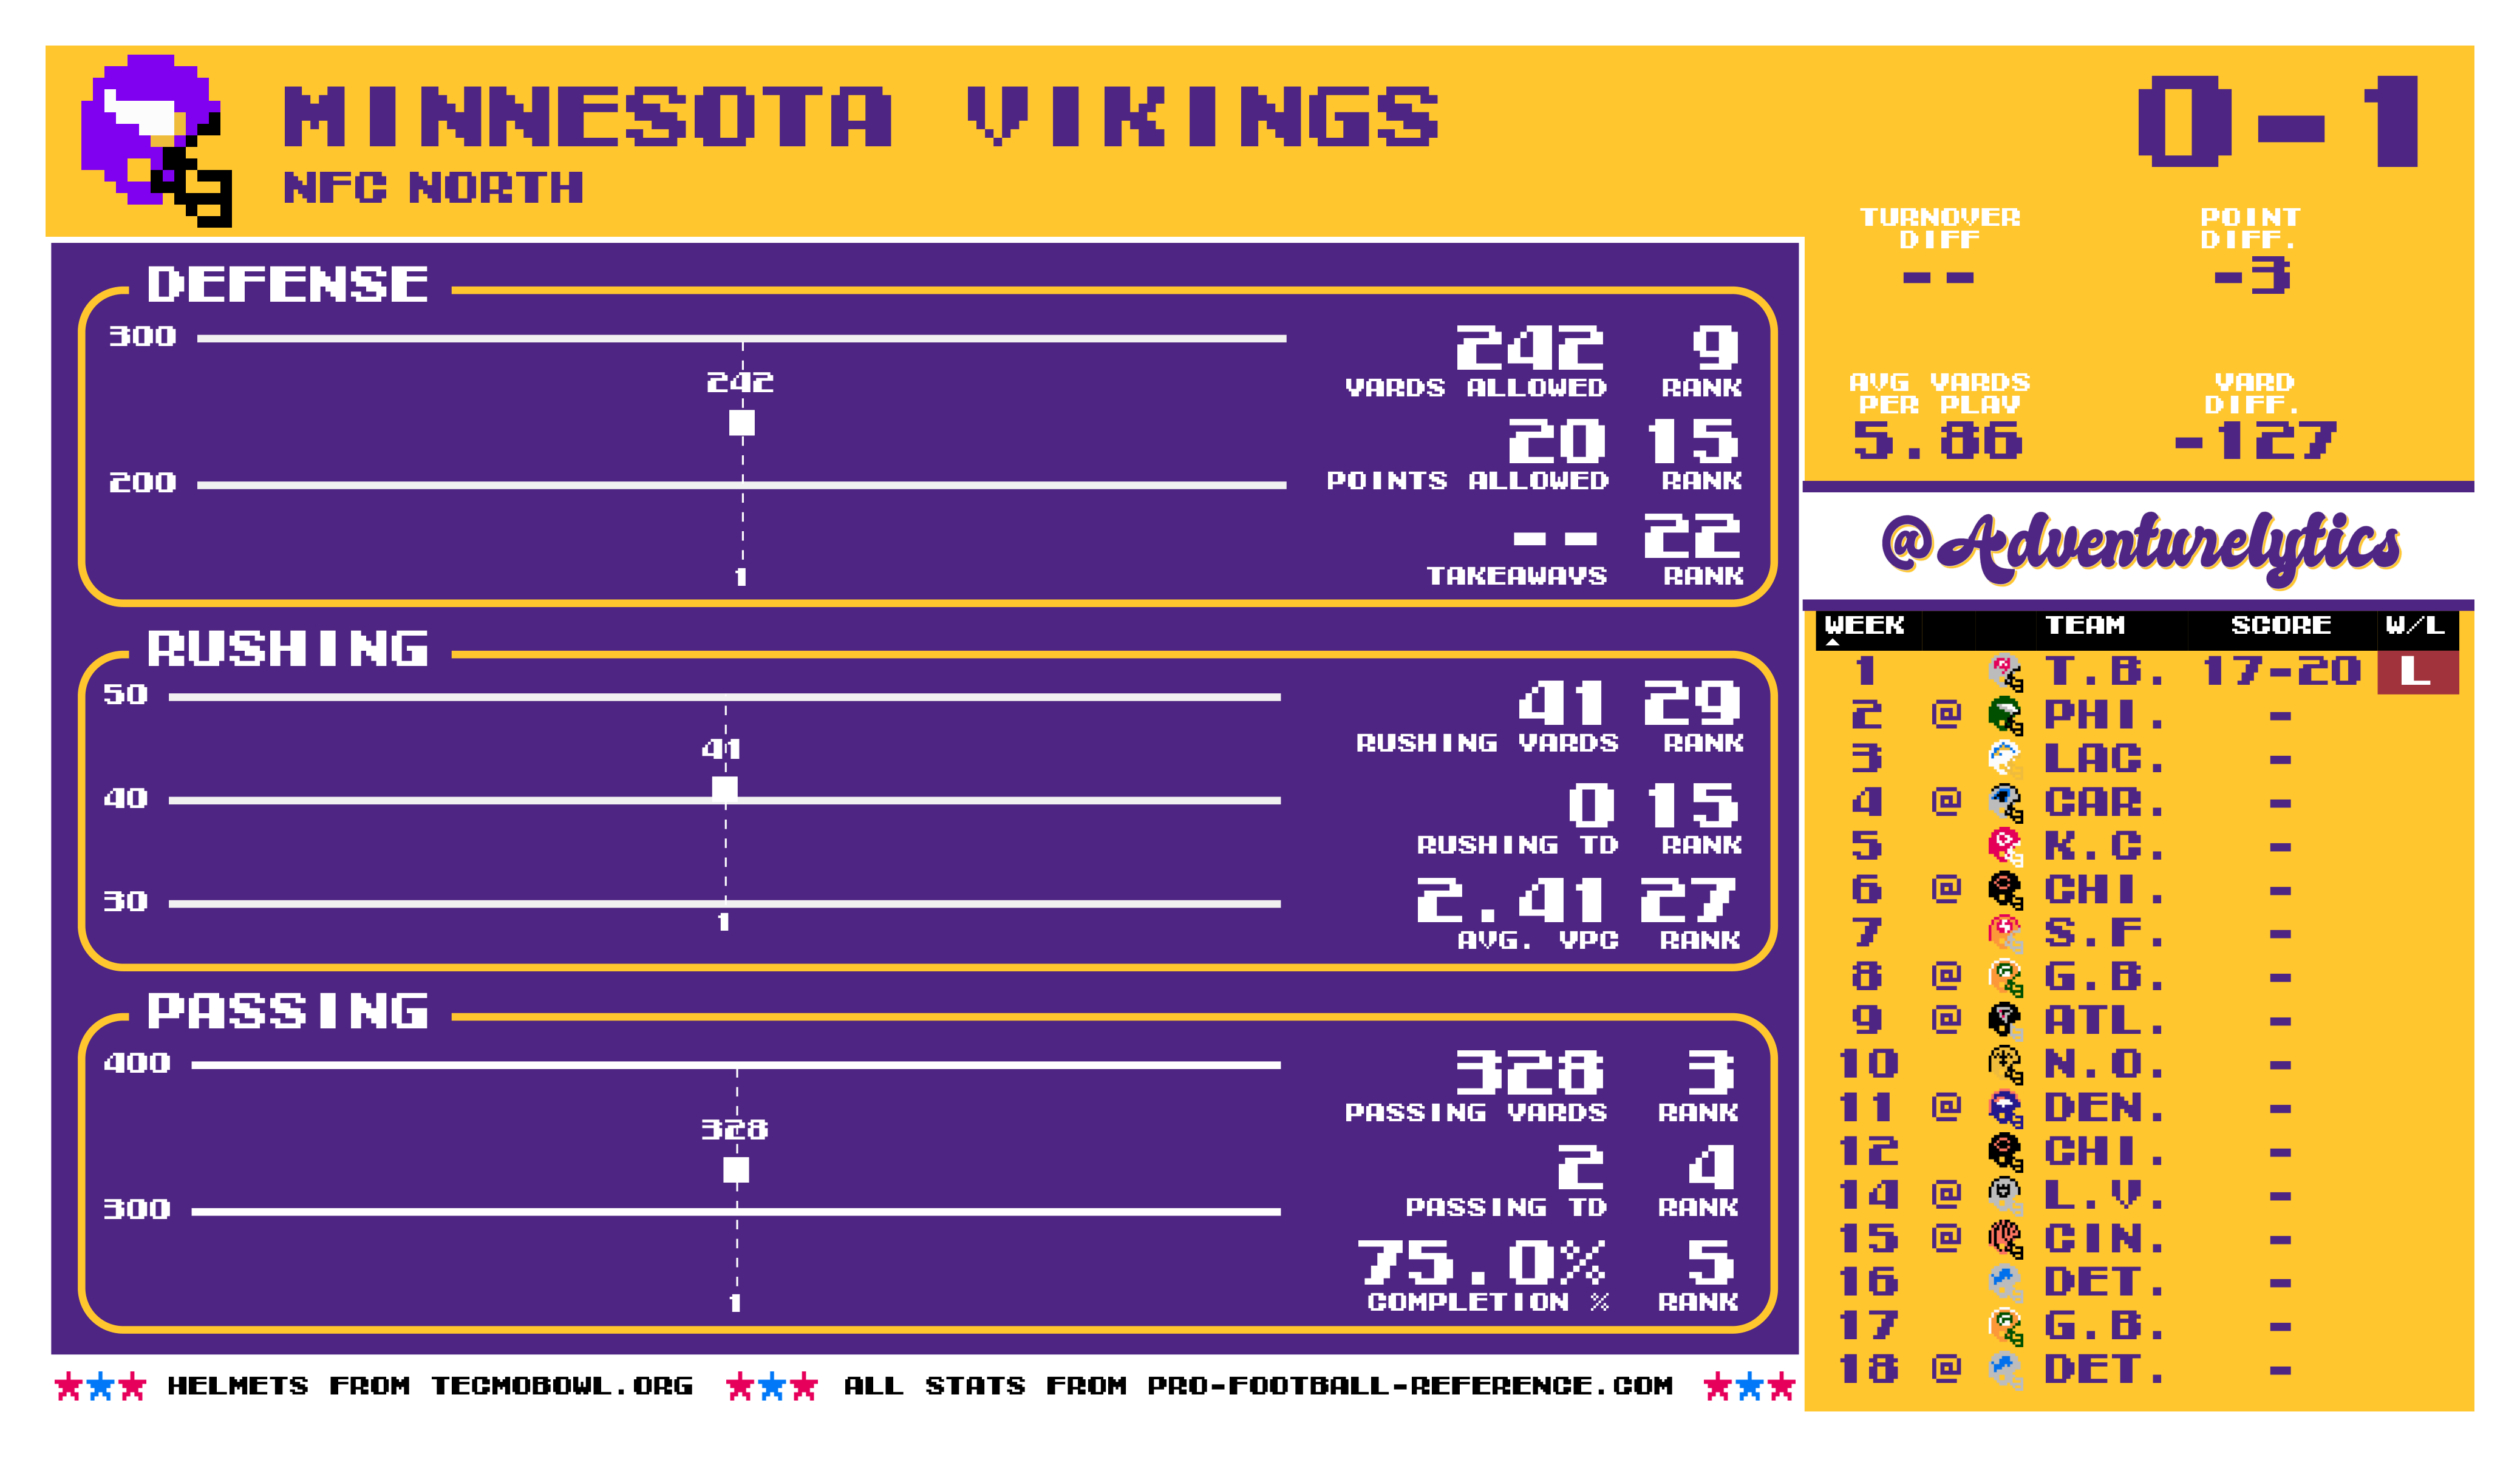 MINNESOTA VIKINGS
NFC NORTH
0-1
TURNOVER DIFF
--
POINT DIFF.
-3
AVG YARDS PER PLAY
5.86
YARD DIFF.
-127
DEFENSE
300
242
200
1
242 9
YARDS ALLOWED RANK
20 15
POINTS ALLOWED RANK
-- 22
TAKEAWAYS RANK
RUSHING
50
41
40
30
1
41 29
RUSHING YARDS RANK
0 15
RUSHING TD RANK
2.41 27
AVG. YPC RANK
PASSING
400
328
300
1
328 3
PASSING YARDS RANK
2 4
PASSING TD RANK
75.0% 5
COMPLETION % RANK
@Adventurelytics
WEEK TEAM SCORE W/L
1 T.B. 17-20 L
2 @ PHI. -
3 LAC. -
4 @ CAR. -
5 K.C. -
6 @ CHI. -
7 S.F. -
8 @ G.B. -
9 @ ATL. -
10 N.O. -
11 @ DEN. -
12 CHI. -
14 @ L.V. -
15 @ CIN. -
16 DET. -
17 G.B. -
18 @ DET. -
HELMETS FROM TECMOBOWL.ORG ALL STATS FROM PRO-FOOTBALL-REFERENCE.COM